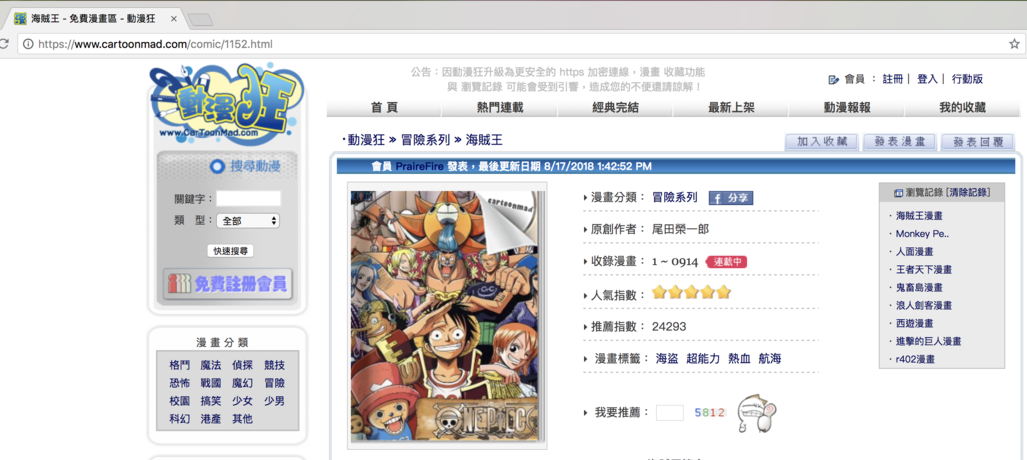 海賊王 - 免費漫畫區 - 動漫狂
https://www.cartoonmad.com/comic/1152.html
動漫狂
www.CarToonMad.com
公告：因動漫狂升級為更安全的 https 加密連線，漫畫 收藏功能
與 瀏覽記錄 可能會受到引響，造成您的不便還請諒解！
會員 ： 註冊 | 登入 | 行動版
首 頁 熱門連載 經典完結 最新上架 動漫報報 我的收藏
·動漫狂 » 冒險系列 » 海賊王
加入收藏 發表漫畫 發表回覆
搜尋動漫
關鍵字：
類 型： 全部
快速搜尋
免費註冊會員
漫 畫 分 類
格鬥 魔法 偵探 競技
恐怖 戰國 魔幻 冒險
校園 搞笑 少女 少男
科幻 港產 其他
會員 PraireFire 發表，最後更新日期 8/17/2018 1:42:52 PM
cartoonmad
ONE PIECE
漫畫分類： 冒險系列 f 分享
原創作者： 尾田榮一郎
收錄漫畫： 1 ~ 0914 連載中
人氣指數：
推薦指數： 24293
漫畫標籤： 海盜 超能力 熱血 航海
我要推薦： 5812
瀏覽記錄 [清除記錄]
· 海賊王漫畫
· Monkey Pe..
· 人面漫畫
· 王者天下漫畫
· 鬼畜島漫畫
· 浪人劍客漫畫
· 西遊漫畫
· 進擊的巨人漫畫
· r402漫畫